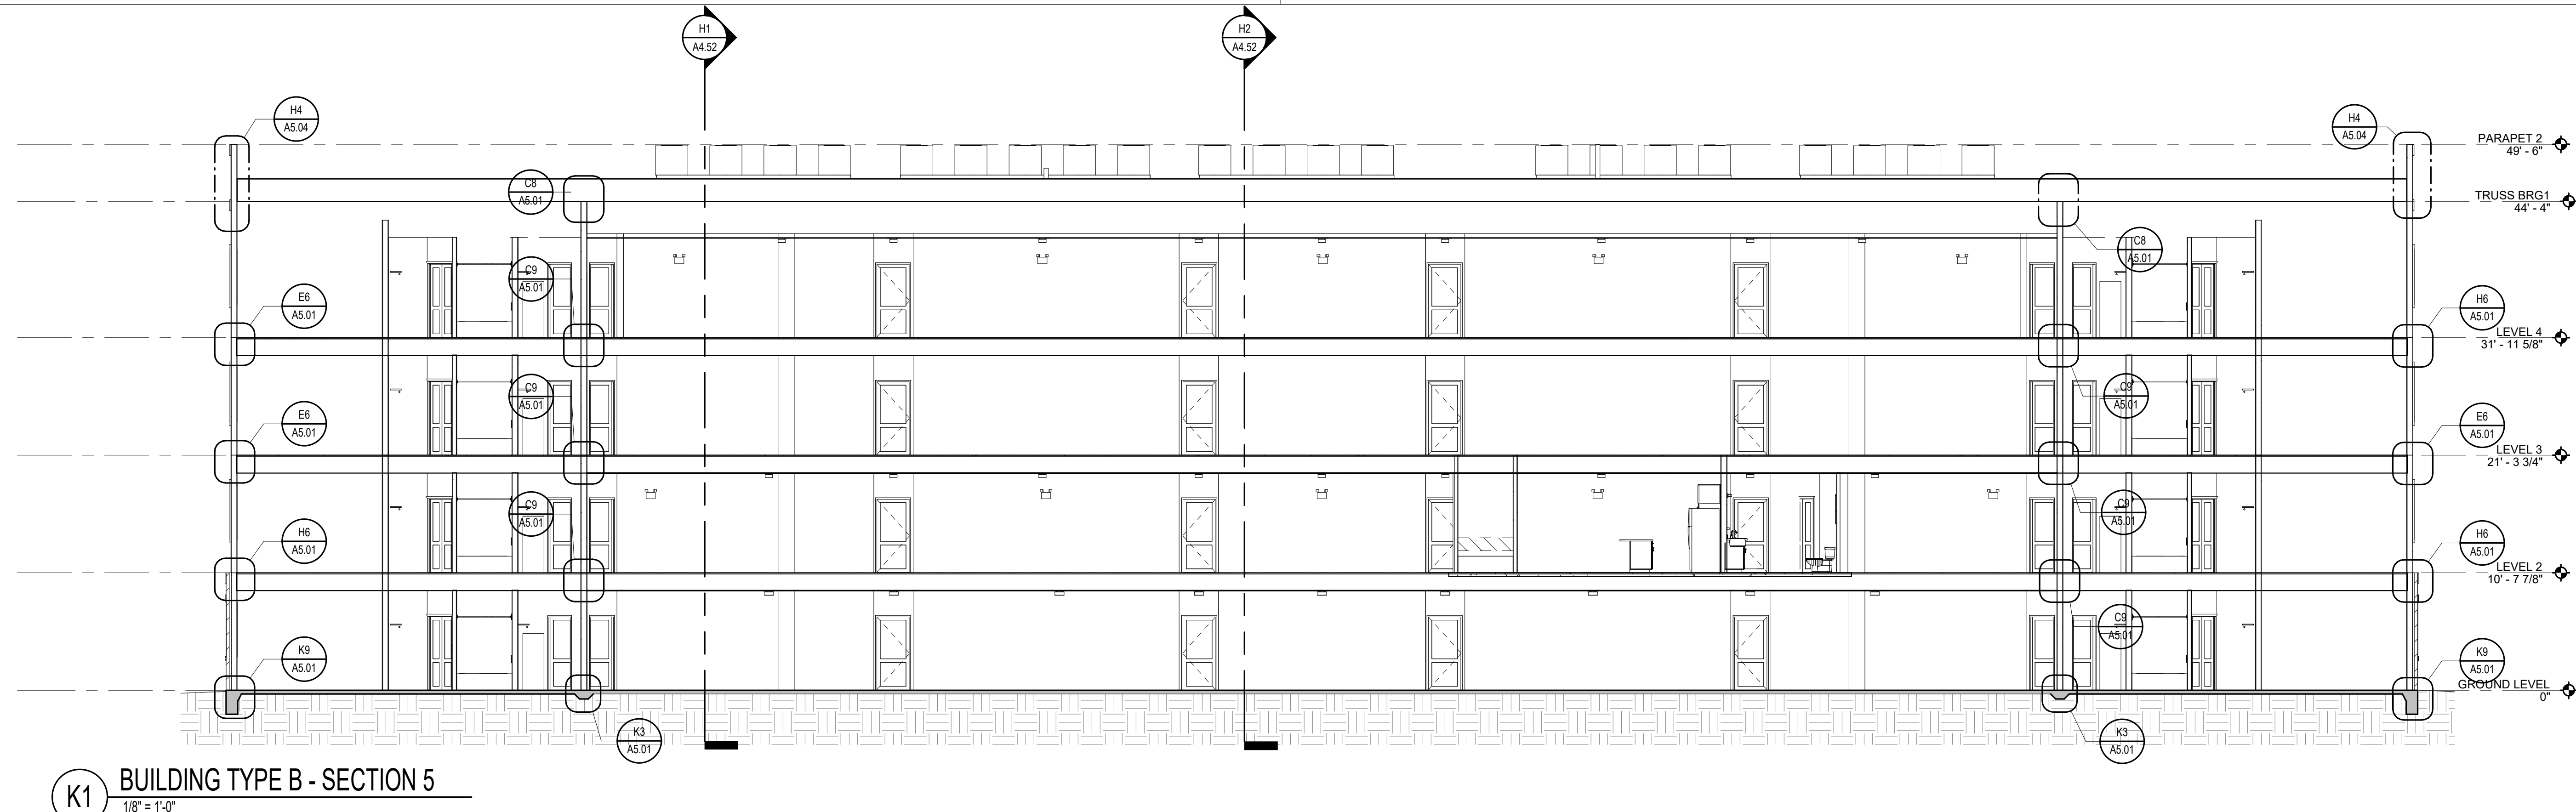 H1
A4.52
H2
A4.52
H4
A5.04
H4
A5.04
PARAPET 2
49' - 6"
C8
A5.01
TRUSS BRG1
44' - 4"
C8
A5.01
C9
A5.01
E6
A5.01
H6
A5.01
LEVEL 4
31' - 11 5/8"
C9
A5.01
C9
A5.01
E6
A5.01
E6
A5.01
LEVEL 3
21' - 3 3/4"
C9
A5.01
C9
A5.01
H6
A5.01
H6
A5.01
LEVEL 2
10' - 7 7/8"
C9
A5.01
K9
A5.01
K9
A5.01
GROUND LEVEL
0"
K3
A5.01
K3
A5.01
K1
BUILDING TYPE B - SECTION 5
1/8" = 1'-0"